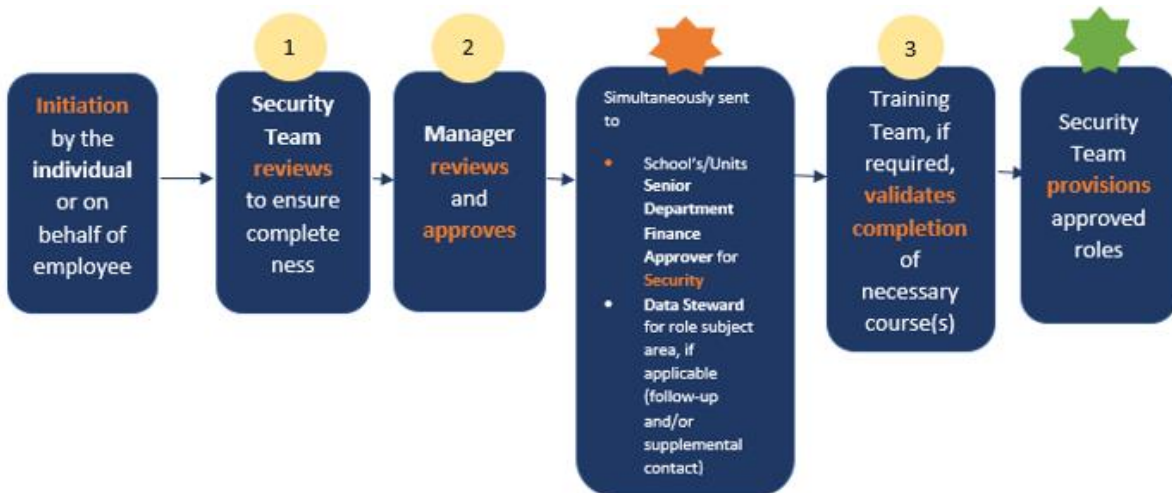 Initiation
by the
individual
or on
behalf of
employee
1
Security
Team
reviews
to ensure
complete
ness
2
Manager
reviews
and
approves
Simultaneously sent
to
• School's/Units
Senior
Department
Finance
Approver for
Security
• Data Steward
for role subject
area, if
applicable
(follow-up
and/or
supplemental
contact)
3
Training
Team, if
required,
validates
completion
of
necessary
course(s)
Security
Team
provisions
approved
roles